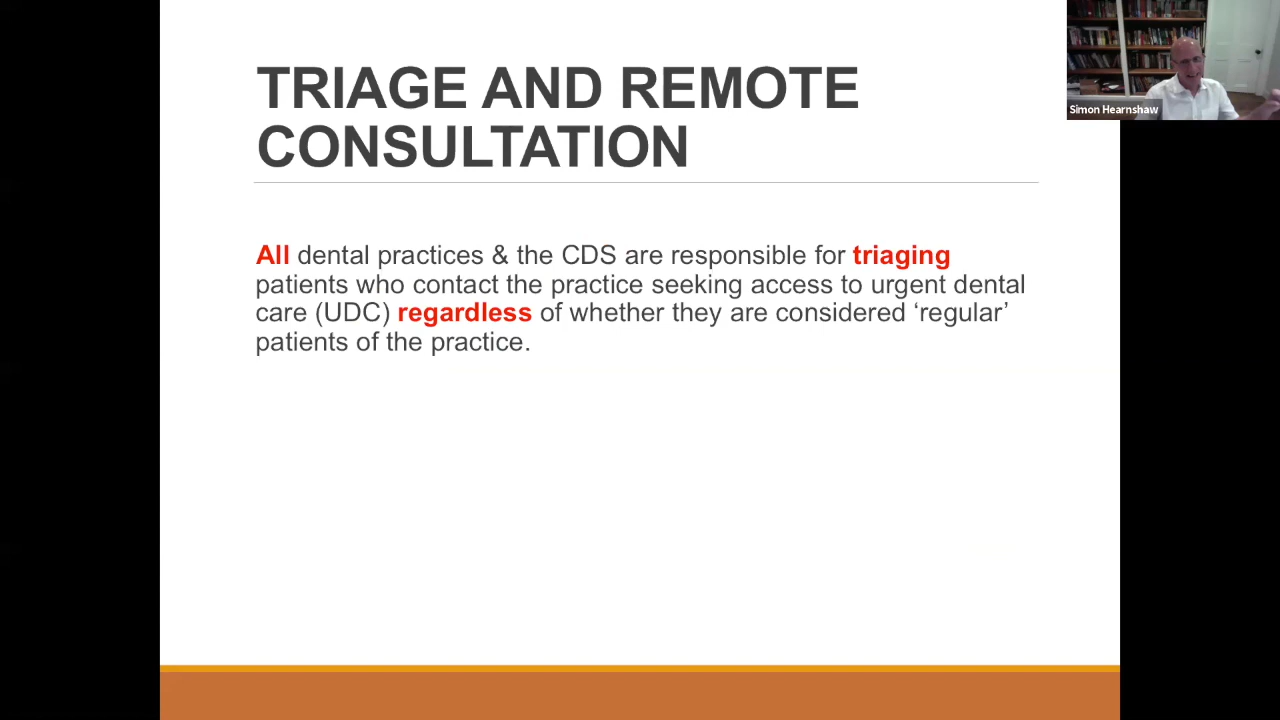 TRIAGE AND REMOTE
CONSULTATION
All dental practices & the CDS are responsible for triaging
patients who contact the practice seeking access to urgent dental
care (UDC) regardless of whether they are considered ‘regular’
patients of the practice.
Simon Hearnshaw